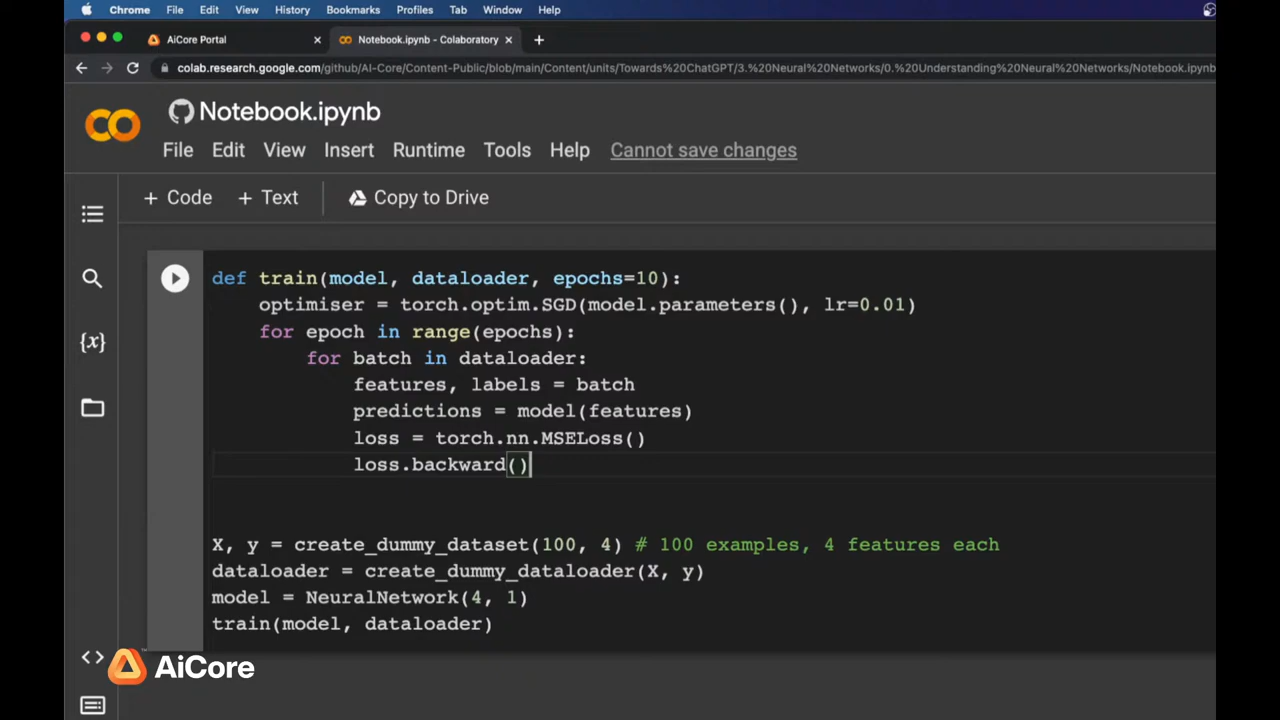 Chrome File Edit View History Bookmarks Profiles Tab Window Help
AiCore Portal × Notebook.ipynb - Colaboratory × +
colab.research.google.com/github/AI-Core/Content-Public/blob/main/Content/units/Towards%20ChatGPT/3.%20Neural%20Networks/0.%20Understanding%20Neural%20Networks/Notebook.ipynb
CO Notebook.ipynb
File Edit View Insert Runtime Tools Help Cannot save changes
+ Code + Text Copy to Drive
def train(model, dataloader, epochs=10):
    optimiser = torch.optim.SGD(model.parameters(), lr=0.01)
    for epoch in range(epochs):
        for batch in dataloader:
            features, labels = batch
            predictions = model(features)
            loss = torch.nn.MSELoss()
            loss.backward()
{x}
X, y = create_dummy_dataset(100, 4) # 100 examples, 4 features each
dataloader = create_dummy_dataloader(X, y)
model = NeuralNetwork(4, 1)
train(model, dataloader)
<> AiCore